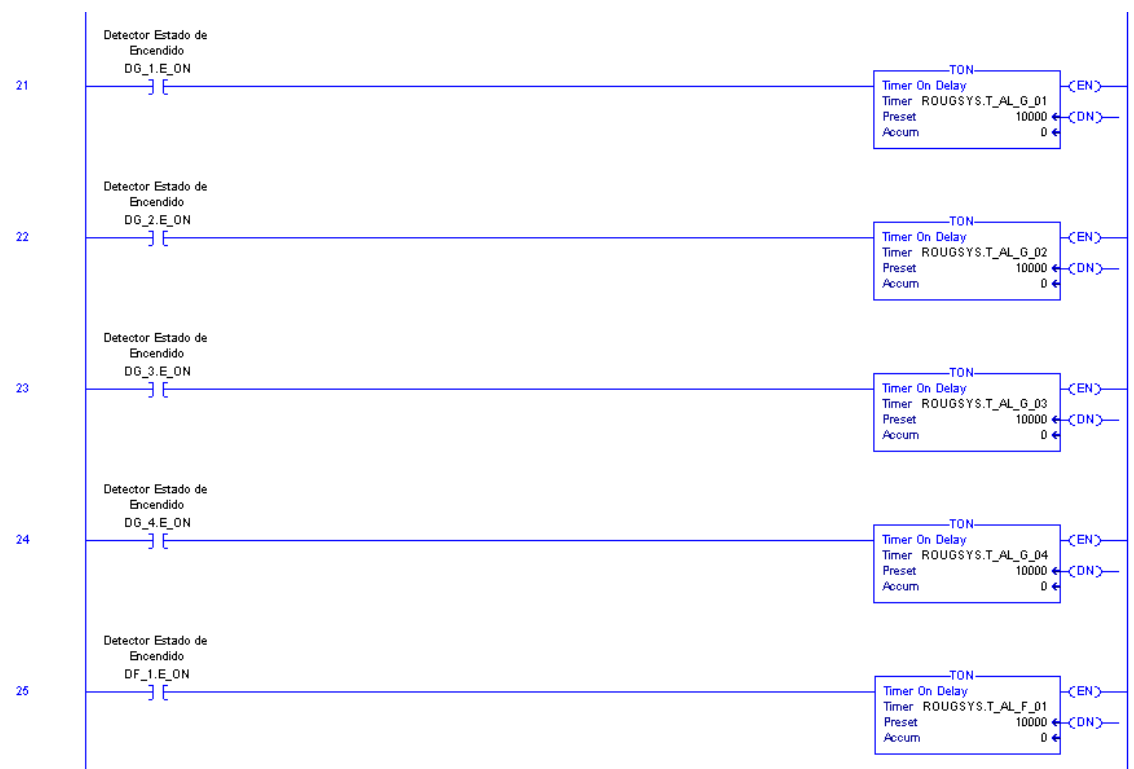 Detector Estado de
Encendido
DG_1.E_ON
21
TON
Timer On Delay
Timer ROUGSYS.T_AL_G_01
Preset 10000
Accum 0
EN
DN
Detector Estado de
Encendido
DG_2.E_ON
22
TON
Timer On Delay
Timer ROUGSYS.T_AL_G_02
Preset 10000
Accum 0
EN
DN
Detector Estado de
Encendido
DG_3.E_ON
23
TON
Timer On Delay
Timer ROUGSYS.T_AL_G_03
Preset 10000
Accum 0
EN
DN
Detector Estado de
Encendido
DG_4.E_ON
24
TON
Timer On Delay
Timer ROUGSYS.T_AL_G_04
Preset 10000
Accum 0
EN
DN
Detector Estado de
Encendido
DF_1.E_ON
25
TON
Timer On Delay
Timer ROUGSYS.T_AL_F_01
Preset 10000
Accum 0
EN
DN